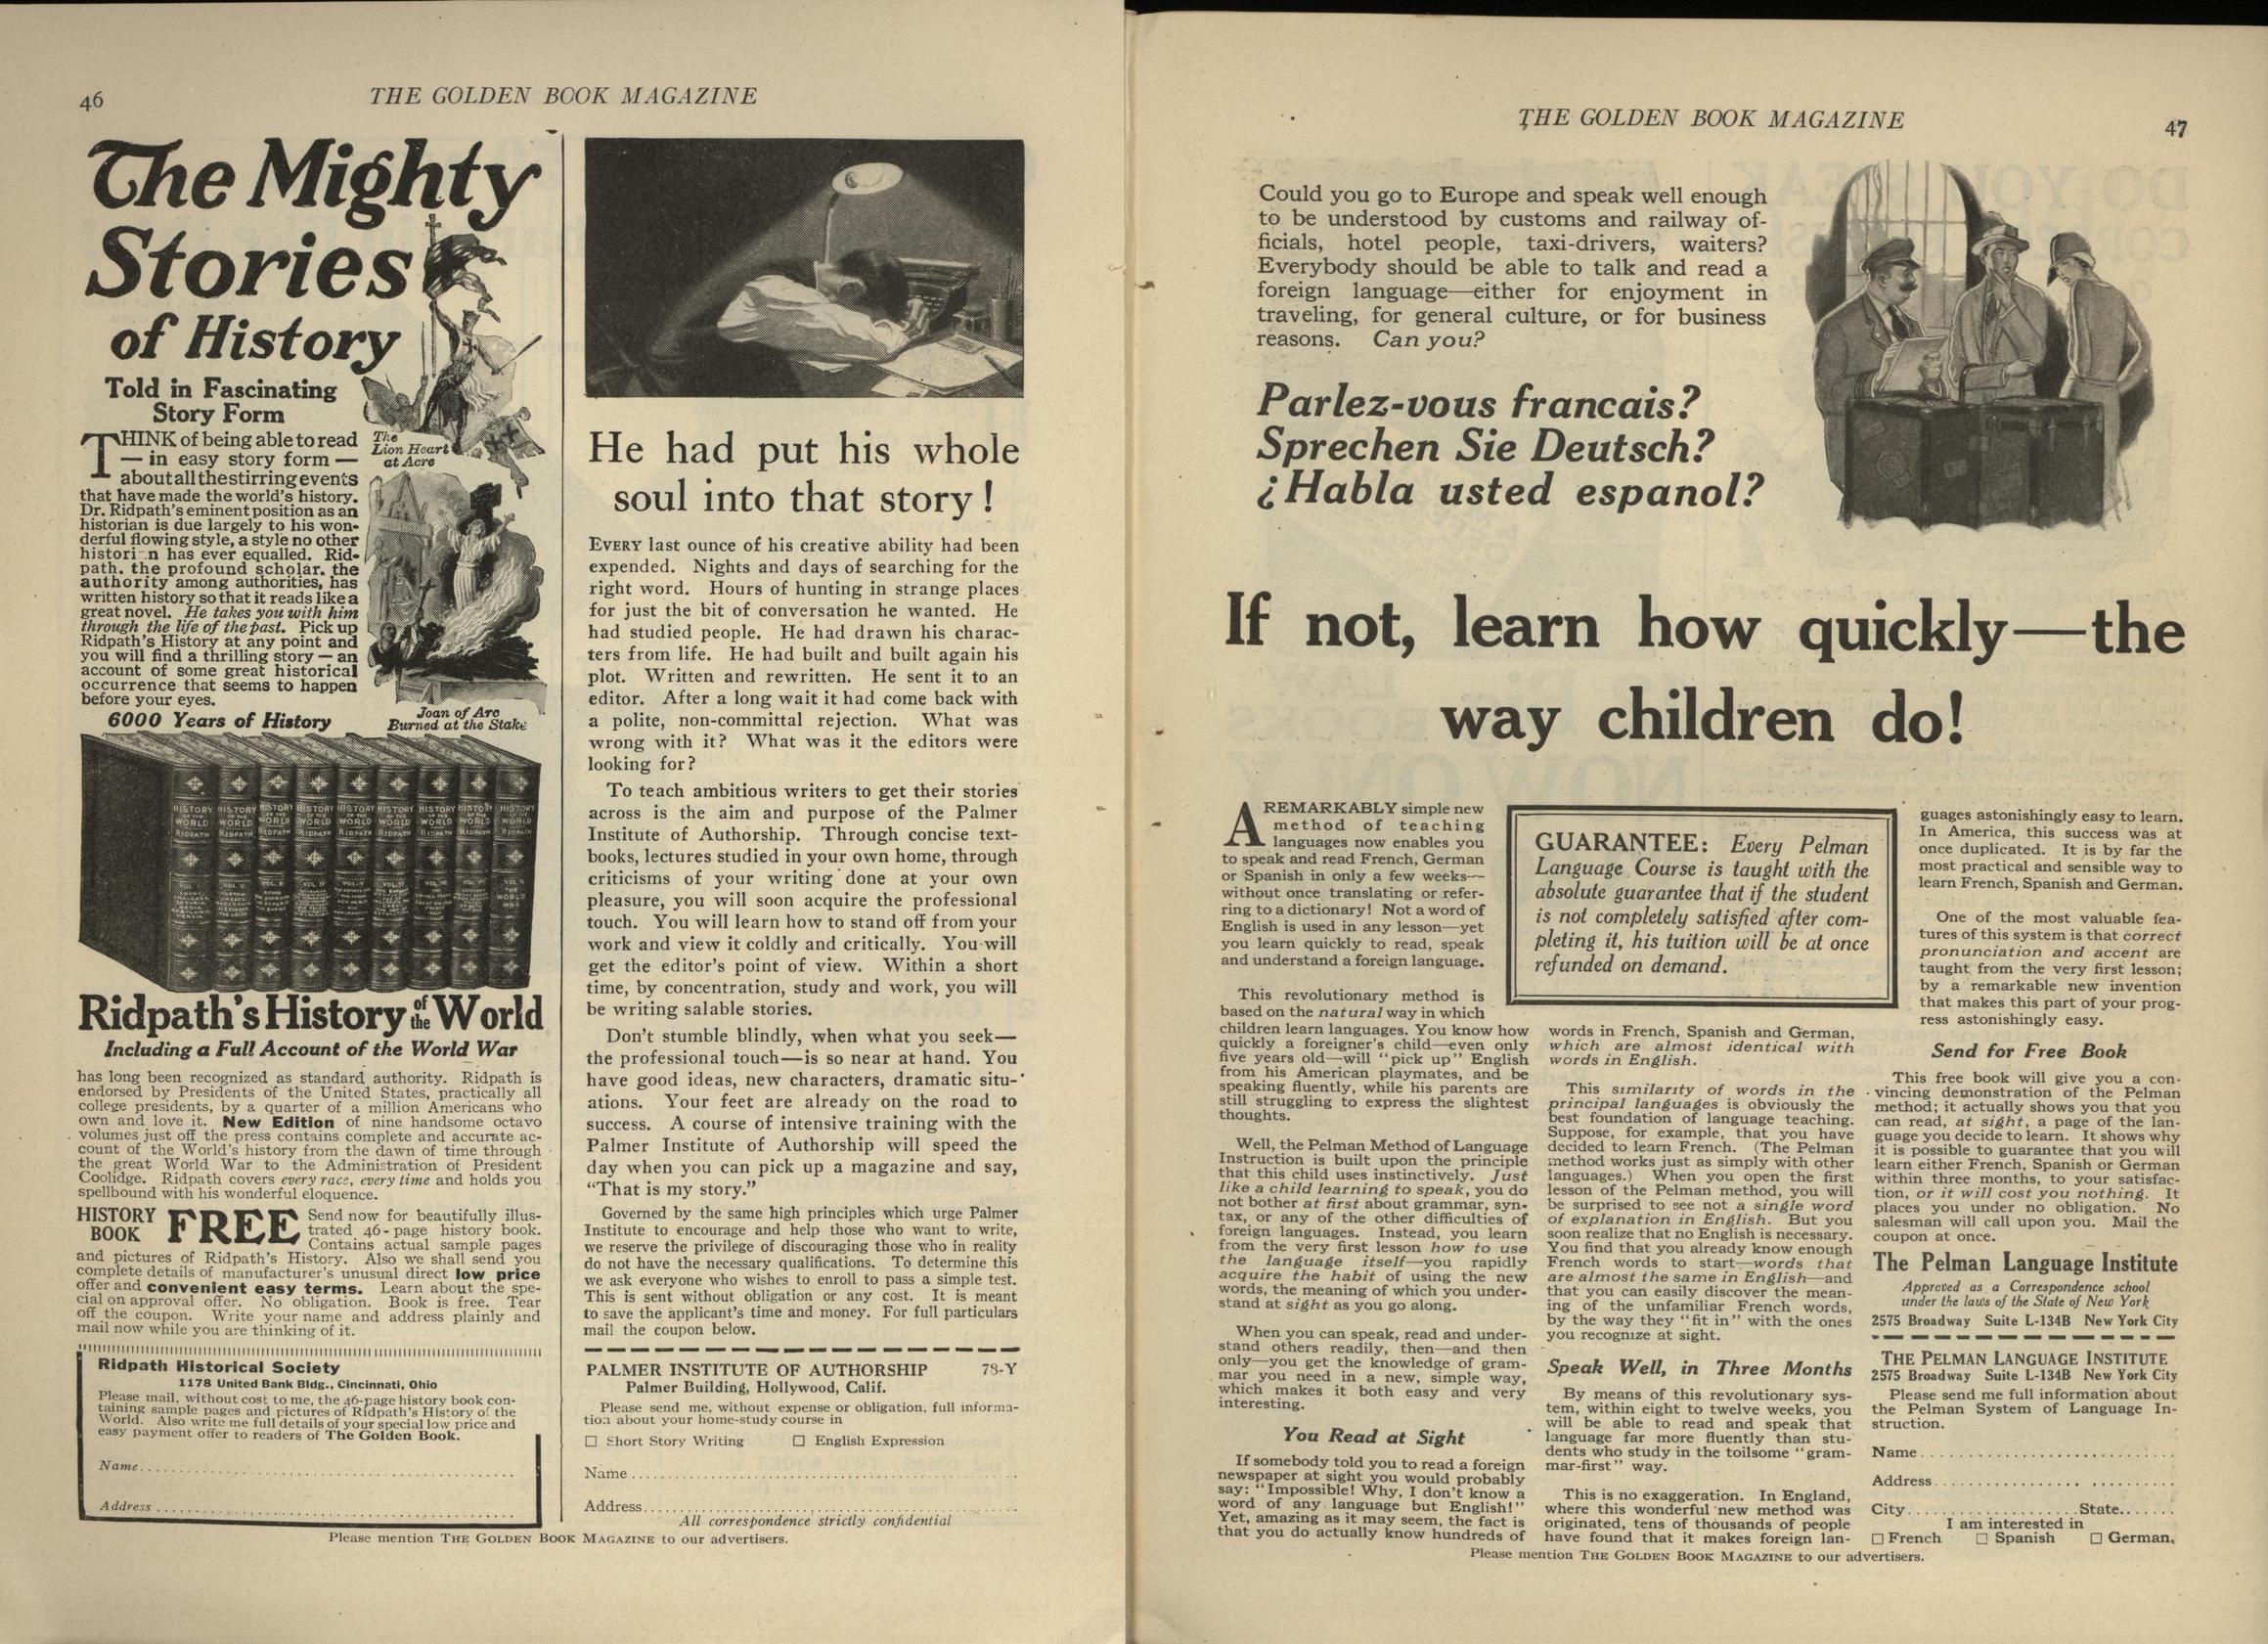 46
THE GOLDEN BOOK MAGAZINE
The Mighty
Stories
of History
Told in Fascinating
Story Form
THINK of being able to read
— in easy story form —
about all the stirring events
that have made the world's history.
Dr. Ridpath's eminent position as an
historian is due largely to his won-
derful flowing style, a style no other
histori n has ever equalled. Rid-
path, the profound scholar, the
authority among authorities, has
written history so that it reads like a
great novel. He takes you with him
through the life of the past. Pick up
Ridpath's History at any point and
you will find a thrilling story — an
account of some great historical
occurrence that seems to happen
before your eyes.
The
Lion Heart
at Acre
6000 Years of History
Joan of Arc
Burned at the Stake
HISTORY OF THE WORLD RIDPATH
HISTORY OF THE WORLD RIDPATH
HISTORY OF THE WORLD RIDPATH
HISTORY OF THE WORLD RIDPATH
HISTORY OF THE WORLD RIDPATH
HISTORY OF THE WORLD RIDPATH
HISTORY OF THE WORLD RIDPATH
HISTORY OF THE WORLD RIDPATH
HISTORY OF THE WORLD RIDPATH
Ridpath's History of the World
Including a Full Account of the World War
has long been recognized as standard authority. Ridpath is
endorsed by Presidents of the United States, practically all
college presidents, by a quarter of a million Americans who
own and love it. New Edition of nine handsome octavo
volumes just off the press contains complete and accurate ac-
count of the World's history from the dawn of time through
the great World War to the Administration of President
Coolidge. Ridpath covers every race, every time and holds you
spellbound with his wonderful eloquence.
HISTORY
BOOK FREE Send now for beautifully illus-
trated 46-page history book.
Contains actual sample pages
and pictures of Ridpath's History. Also we shall send you
complete details of manufacturer's unusual direct low price
offer and convenient easy terms. Learn about the spe-
cial on approval offer. No obligation. Book is free. Tear
off the coupon. Write your name and address plainly and
mail now while you are thinking of it.
Ridpath Historical Society
1178 United Bank Bldg., Cincinnati, Ohio
Please mail, without cost to me, the 46-page history book con-
taining sample pages and pictures of Ridpath's History of the
World. Also write me full details of your special low price and
easy payment offer to readers of The Golden Book.
Name
Address
He had put his whole
soul into that story!
EVERY last ounce of his creative ability had been
expended. Nights and days of searching for the
right word. Hours of hunting in strange places
for just the bit of conversation he wanted. He
had studied people. He had drawn his charac-
ters from life. He had built and built again his
plot. Written and rewritten. He sent it to an
editor. After a long wait it had come back with
a polite, non-committal rejection. What was
wrong with it? What was it the editors were
looking for?
To teach ambitious writers to get their stories
across is the aim and purpose of the Palmer
Institute of Authorship. Through concise text-
books, lectures studied in your own home, through
criticisms of your writing done at your own
pleasure, you will soon acquire the professional
touch. You will learn how to stand off from your
work and view it coldly and critically. You will
get the editor's point of view. Within a short
time, by concentration, study and work, you will
be writing salable stories.
Don't stumble blindly, when what you seek—
the professional touch—is so near at hand. You
have good ideas, new characters, dramatic situ-
ations. Your feet are already on the road to
success. A course of intensive training with the
Palmer Institute of Authorship will speed the
day when you can pick up a magazine and say,
"That is my story."
Governed by the same high principles which urge Palmer
Institute to encourage and help those who want to write,
we reserve the privilege of discouraging those who in reality
do not have the necessary qualifications. To determine this
we ask everyone who wishes to enroll to pass a simple test.
This is sent without obligation or any cost. It is meant
to save the applicant's time and money. For full particulars
mail the coupon below.
PALMER INSTITUTE OF AUTHORSHIP 78-Y
Palmer Building, Hollywood, Calif.
Please send me, without expense or obligation, full informa-
tion about your home-study course in
☐ Short Story Writing ☐ English Expression
Name
Address
All correspondence strictly confidential
Please mention THE GOLDEN BOOK MAGAZINE to our advertisers.
THE GOLDEN BOOK MAGAZINE
47
Could you go to Europe and speak well enough
to be understood by customs and railway of-
ficials, hotel people, taxi-drivers, waiters?
Everybody should be able to talk and read a
foreign language—either for enjoyment in
traveling, for general culture, or for business
reasons. Can you?
Parlez-vous francais?
Sprechen Sie Deutsch?
¿Habla usted espanol?
If not, learn how quickly—the
way children do!
A REMARKABLY simple new
method of teaching
languages now enables you
to speak and read French, German
or Spanish in only a few weeks—
without once translating or refer-
ring to a dictionary! Not a word of
English is used in any lesson—yet
you learn quickly to read, speak
and understand a foreign language.
This revolutionary method is
based on the natural way in which
children learn languages. You know how
quickly a foreigner's child—even only
five years old—will "pick up" English
from his American playmates, and be
speaking fluently, while his parents are
still struggling to express the slightest
thoughts.
Well, the Pelman Method of Language
Instruction is built upon the principle
that this child uses instinctively. Just
like a child learning to speak, you do
not bother at first about grammar, syn-
tax, or any of the other difficulties of
foreign languages. Instead, you learn
from the very first lesson how to use
the language itself—you rapidly
acquire the habit of using the new
words, the meaning of which you under-
stand at sight as you go along.
When you can speak, read and under-
stand others readily, then—and then
only—you get the knowledge of gram-
mar you need in a new, simple way,
which makes it both easy and very
interesting.
You Read at Sight
If somebody told you to read a foreign
newspaper at sight you would probably
say: "Impossible! Why, I don't know a
word of any language but English!"
Yet, amazing as it may seem, the fact is
that you do actually know hundreds of
GUARANTEE: Every Pelman
Language Course is taught with the
absolute guarantee that if the student
is not completely satisfied after com-
pleting it, his tuition will be at once
refunded on demand.
words in French, Spanish and German,
which are almost identical with
words in English.
This similarity of words in the
principal languages is obviously the
best foundation of language teaching.
Suppose, for example, that you have
decided to learn French. (The Pelman
method works just as simply with other
languages.) When you open the first
lesson of the Pelman method, you will
be surprised to see not a single word
of explanation in English. But you
soon realize that no English is necessary.
You find that you already know enough
French words to start—words that
are almost the same in English—and
that you can easily discover the mean-
ing of the unfamiliar French words,
by the way they "fit in" with the ones
you recognize at sight.
Speak Well, in Three Months
By means of this revolutionary sys-
tem, within eight to twelve weeks, you
will be able to read and speak that
language far more fluently than stu-
dents who study in the toilsome "gram-
mar-first" way.
This is no exaggeration. In England,
where this wonderful new method was
originated, tens of thousands of people
have found that it makes foreign lan-
guages astonishingly easy to learn.
In America, this success was at
once duplicated. It is by far the
most practical and sensible way to
learn French, Spanish and German.
One of the most valuable fea-
tures of this system is that correct
pronunciation and accent are
taught from the very first lesson;
by a remarkable new invention
that makes this part of your prog-
ress astonishingly easy.
Send for Free Book
This free book will give you a con-
vincing demonstration of the Pelman
method; it actually shows you that you
can read, at sight, a page of the lan-
guage you decide to learn. It shows why
it is possible to guarantee that you will
learn either French, Spanish or German
within three months, to your satisfac-
tion, or it will cost you nothing. It
places you under no obligation. No
salesman will call upon you. Mail the
coupon at once.
The Pelman Language Institute
Approved as a Correspondence school
under the laws of the State of New York
2575 Broadway Suite L-134B New York City
THE PELMAN LANGUAGE INSTITUTE
2575 Broadway Suite L-134B New York City
Please send me full information about
the Pelman System of Language In-
struction.
Name
Address
City State
I am interested in
☐ French ☐ Spanish ☐ German.
Please mention THE GOLDEN BOOK MAGAZINE to our advertisers.